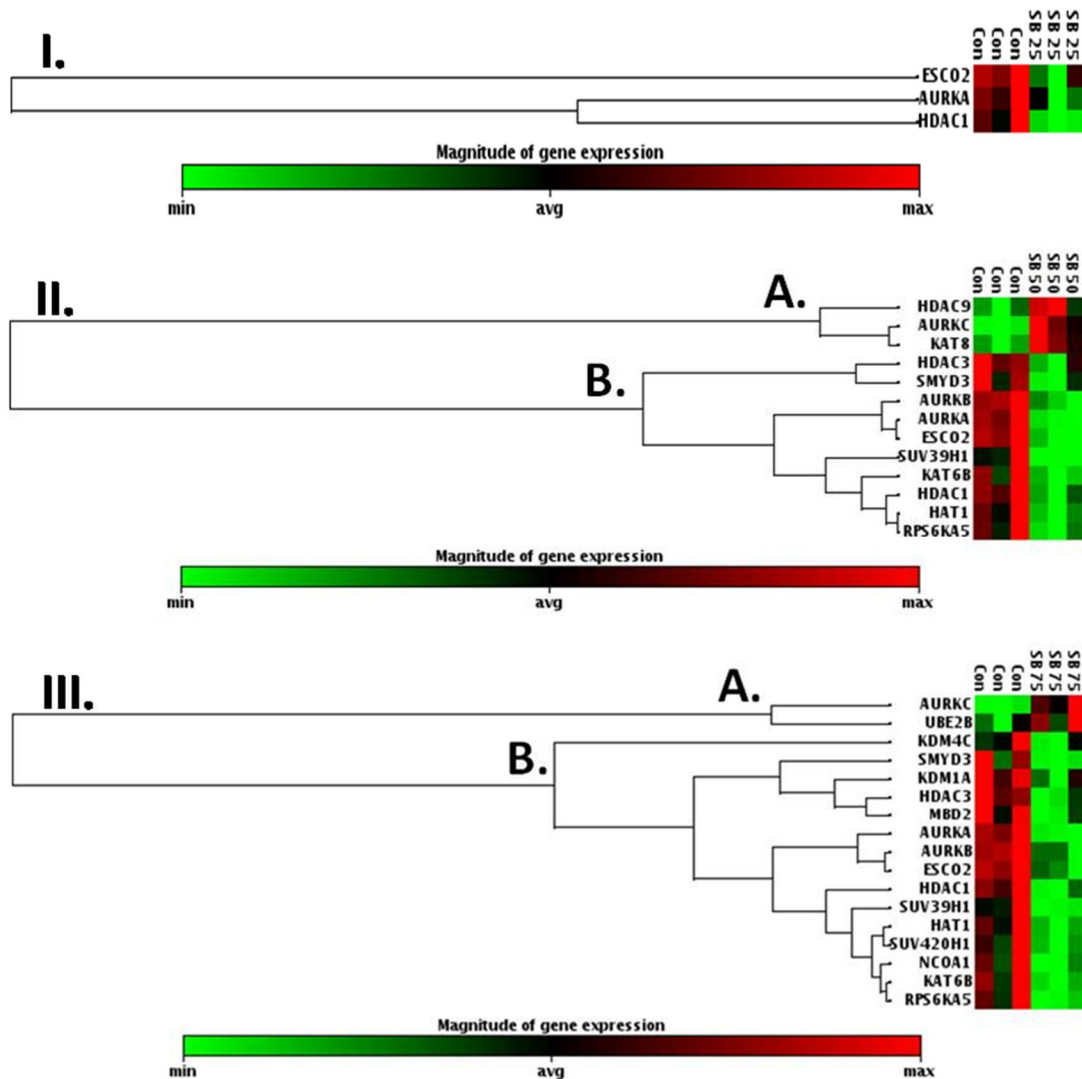 I.
Con Con Con SB 25 SB 25 SB 25
ESCO2
AURKA
HDAC1
Magnitude of gene expression
min avg max
II.
A.
B.
Con Con Con SB 50 SB 50 SB 50
HDAC9
AURKC
KAT8
HDAC3
SMYD3
AURKB
AURKA
ESCO2
SUV39H1
KAT6B
HDAC1
HAT1
RPS6KA5
Magnitude of gene expression
min avg max
III.
A.
B.
Con Con Con SB 75 SB 75 SB 75
AURKC
UBE2B
KDM4C
SMYD3
KDM1A
HDAC3
MBD2
AURKA
AURKB
ESCO2
HDAC1
SUV39H1
HAT1
SUV420H1
NCOA1
KAT6B
RPS6KA5
Magnitude of gene expression
min avg max